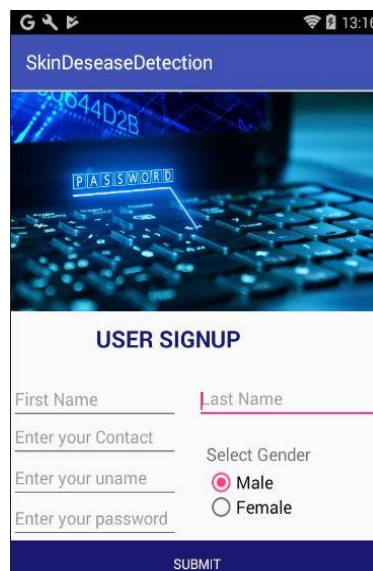 13:16
SkinDeseaseDetection
644D2B
PASSWORD
USER SIGNUP
First Name
Last Name
Enter your Contact
Select Gender
Enter your uname
Male
Female
Enter your password
SUBMIT